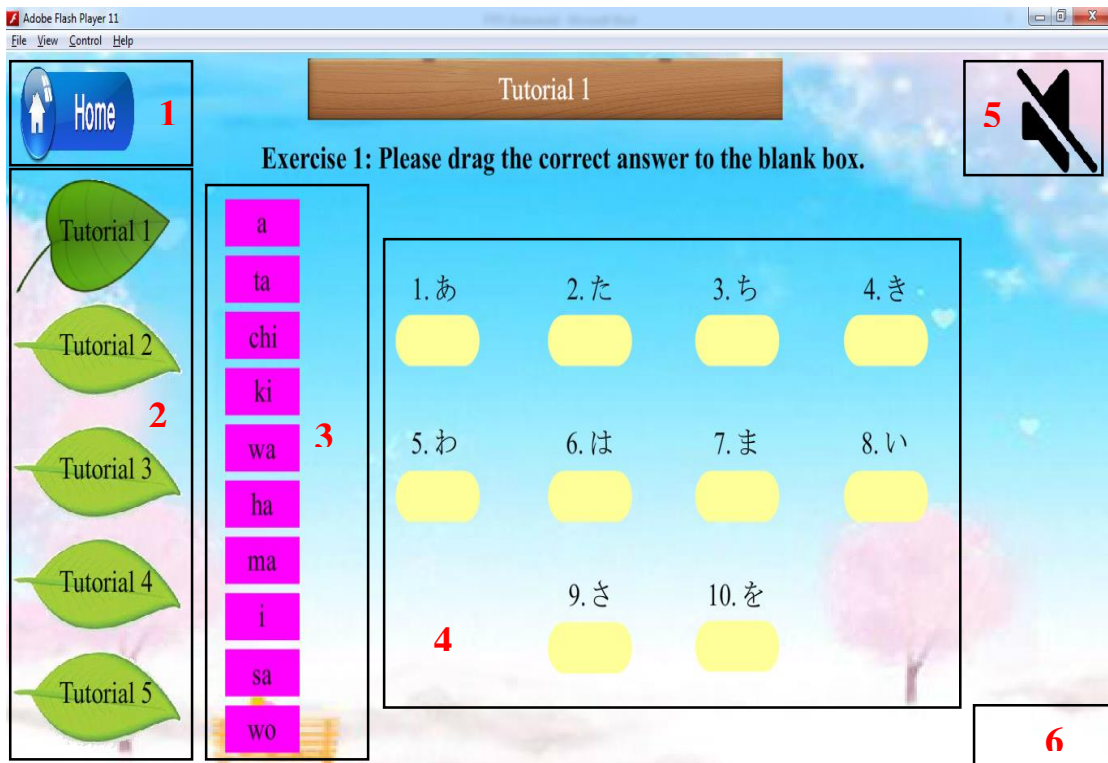 Adobe Flash Player 11
File View Control Help
Home
1
Tutorial 1
5
Exercise 1: Please drag the correct answer to the blank box.
Tutorial 1
Tutorial 2
2
Tutorial 3
Tutorial 4
Tutorial 5
a
ta
chi
ki
wa
3
ha
ma
i
sa
wo
1. あ 2. た 3. ち 4. き
5. わ 6. は 7. ま 8. い
9. さ 10. を
4
6